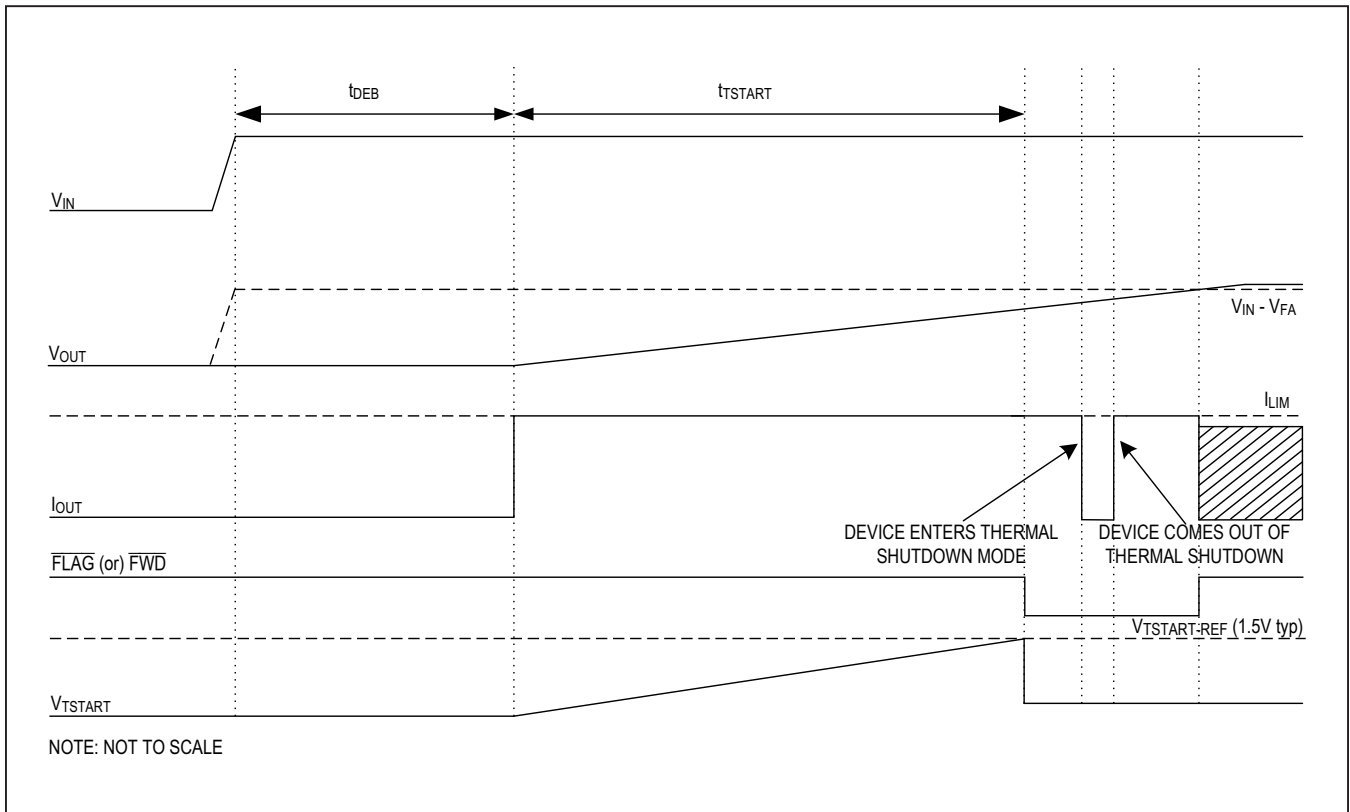 tDEB
tTSTART
VIN
VIN - VFA
VOUT
ILIM
IOUT
DEVICE ENTERS THERMAL
SHUTDOWN MODE
DEVICE COMES OUT OF
THERMAL SHUTDOWN
FLAG (or) FWD
VTSTART-REF (1.5V typ)
VTSTART
NOTE: NOT TO SCALE